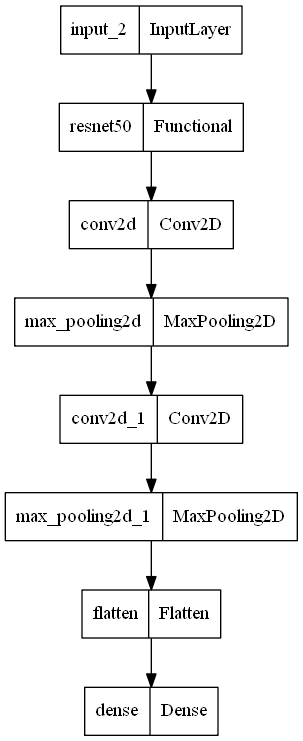 input_2 InputLayer
resnet50 Functional
conv2d Conv2D
max_pooling2d MaxPooling2D
conv2d_1 Conv2D
max_pooling2d_1 MaxPooling2D
flatten Flatten
dense Dense